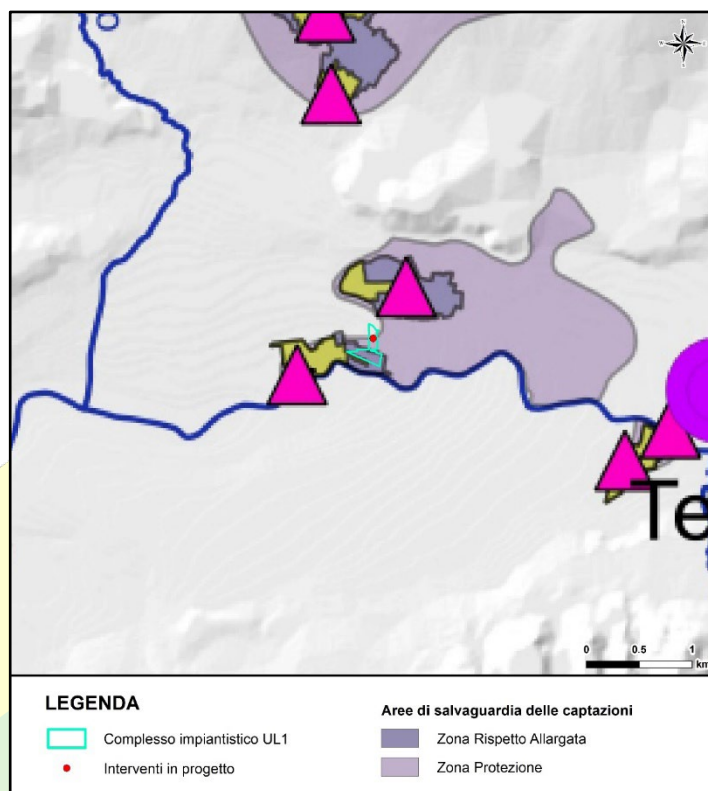 Te
0 0.5 1
km
LEGENDA
Complesso impiantistico UL1
Interventi in progetto
Aree di salvaguardia delle captazioni
Zona Rispetto Allargata
Zona Protezione